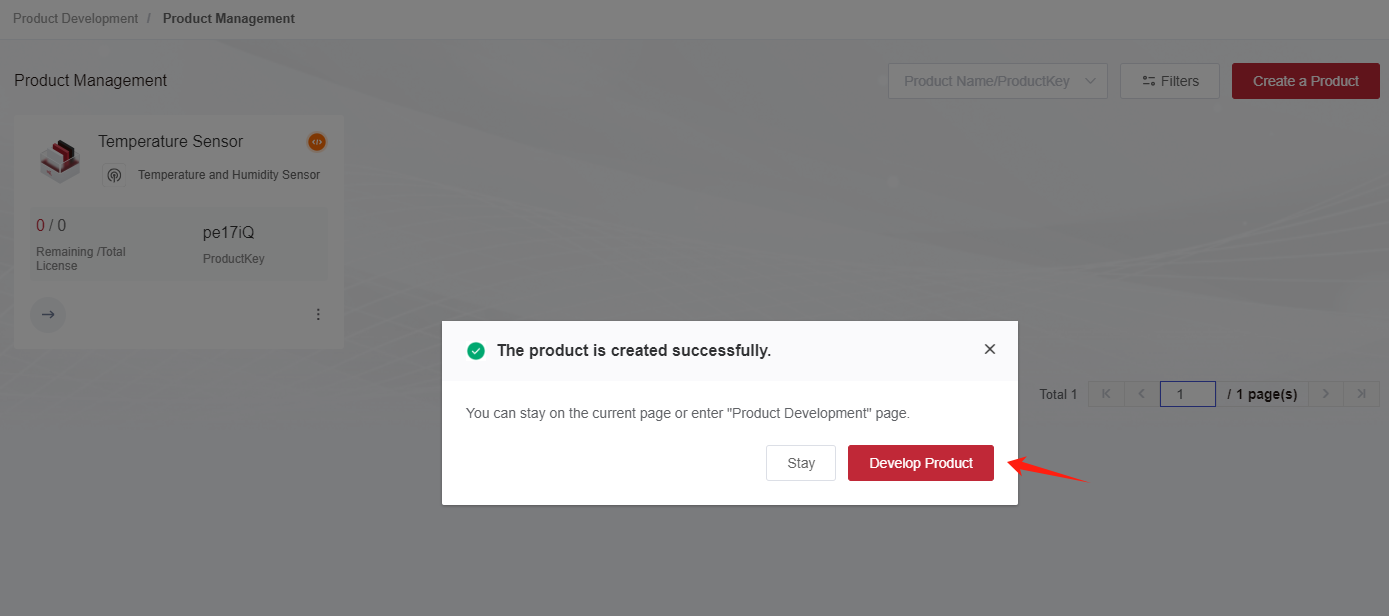 Product Development / Product Management
Product Management
Product Name/ProductKey
Filters
Create a Product
Temperature Sensor
Temperature and Humidity Sensor
0 / 0
Remaining /Total
License
pe17iQ
ProductKey
The product is created successfully.
You can stay on the current page or enter "Product Development" page.
Stay
Develop Product
Total 1
1
/ 1 page(s)